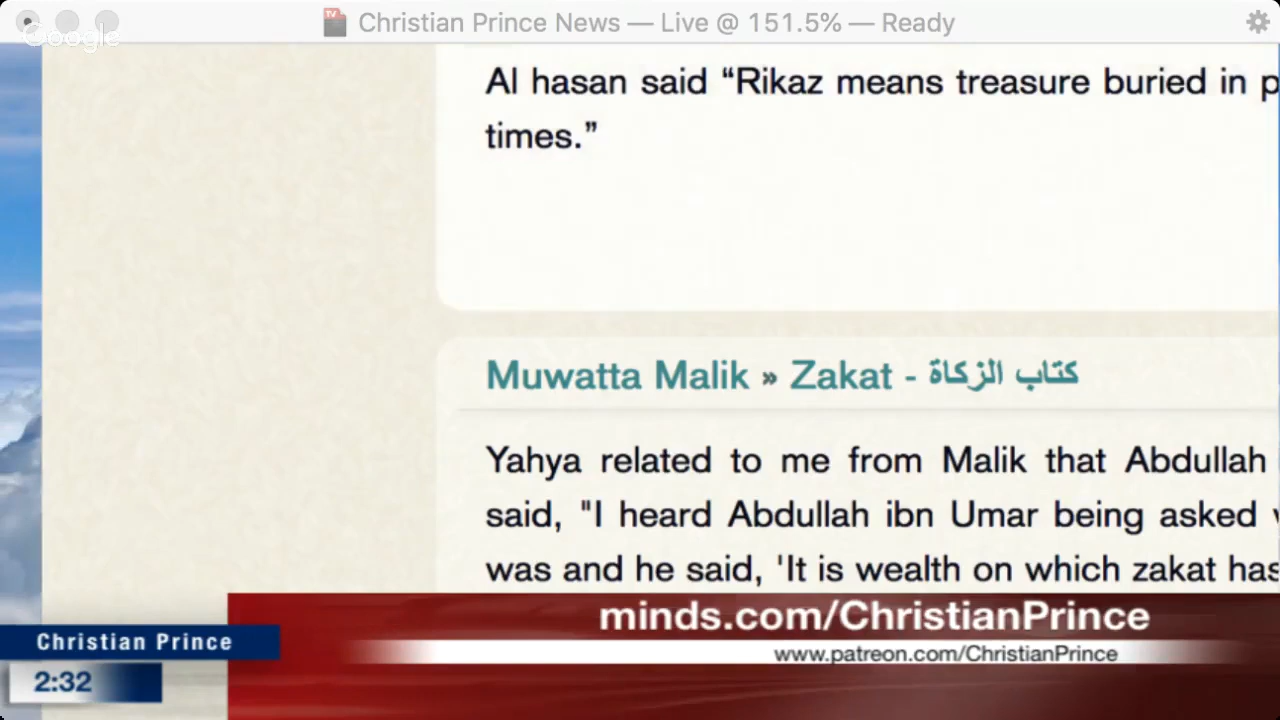 Christian Prince News — Live @ 151.5% — Ready
Google
Al hasan said “Rikaz means treasure buried in p
times.”
Muwatta Malik » Zakat - كتاب الزكاة
Yahya related to me from Malik that Abdullah
said, "I heard Abdullah ibn Umar being asked
was and he said, 'It is wealth on which zakat has
minds.com/ChristianPrince
www.patreon.com/ChristianPrince
Christian Prince
2:32